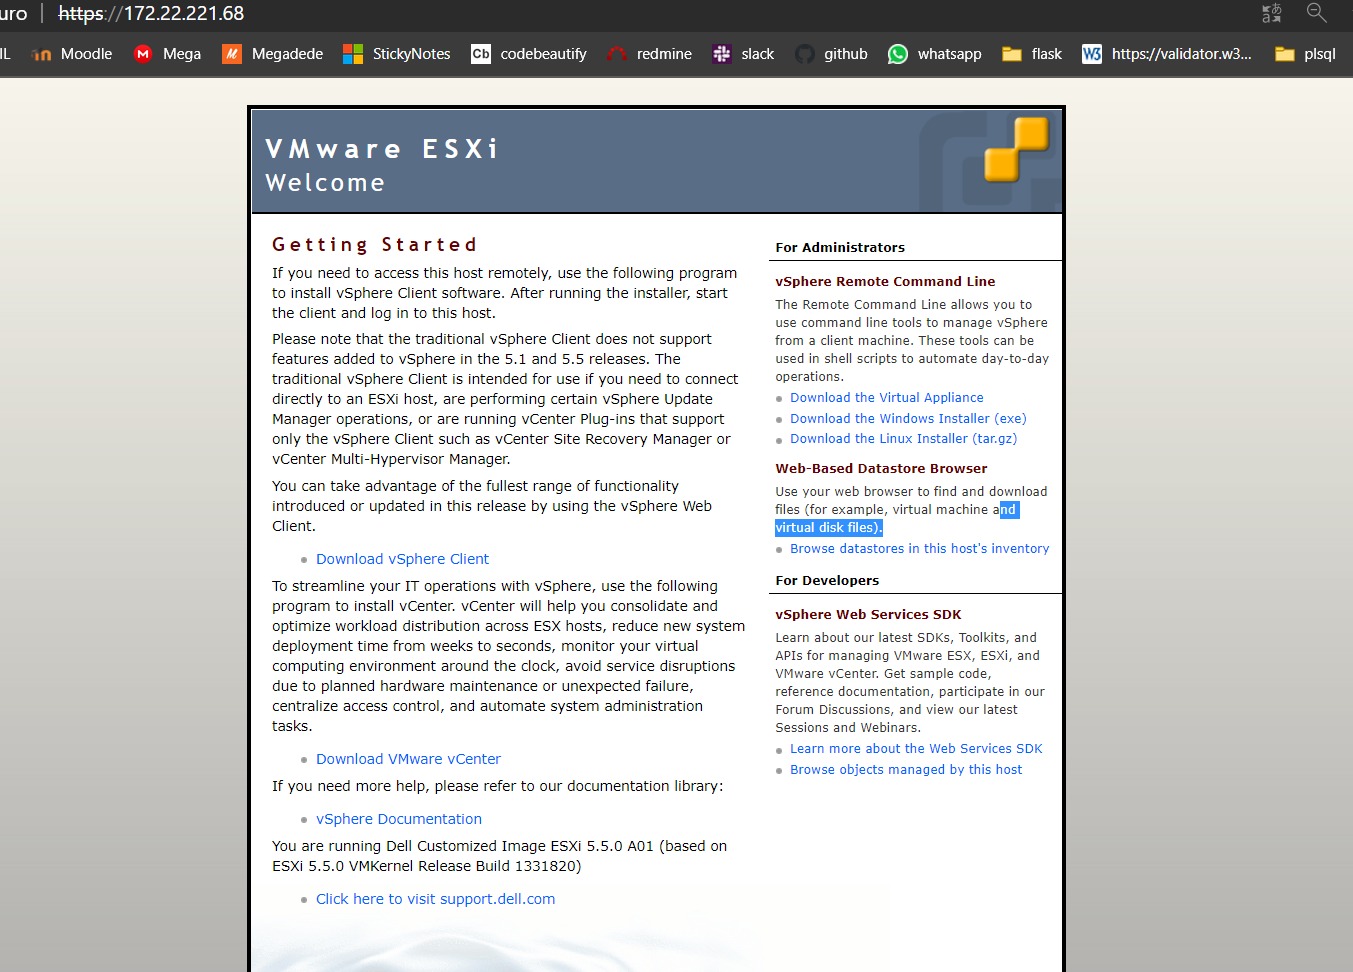 uro | https://172.22.221.68
IL Moodle Mega Megadede StickyNotes Cb codebeautify redmine slack github whatsapp flask W3 https://validator.w3... plsql
VMware ESXi
Welcome
Getting Started
If you need to access this host remotely, use the following program
to install vSphere Client software. After running the installer, start
the client and log in to this host.
Please note that the traditional vSphere Client does not support
features added to vSphere in the 5.1 and 5.5 releases. The
traditional vSphere Client is intended for use if you need to connect
directly to an ESXi host, are performing certain vSphere Update
Manager operations, or are running vCenter Plug-ins that support
only the vSphere Client such as vCenter Site Recovery Manager or
vCenter Multi-Hypervisor Manager.
You can take advantage of the fullest range of functionality
introduced or updated in this release by using the vSphere Web
Client.
Download vSphere Client
To streamline your IT operations with vSphere, use the following
program to install vCenter. vCenter will help you consolidate and
optimize workload distribution across ESX hosts, reduce new system
deployment time from weeks to seconds, monitor your virtual
computing environment around the clock, avoid service disruptions
due to planned hardware maintenance or unexpected failure,
centralize access control, and automate system administration
tasks.
Download VMware vCenter
If you need more help, please refer to our documentation library:
vSphere Documentation
You are running Dell Customized Image ESXi 5.5.0 A01 (based on
ESXi 5.5.0 VMKernel Release Build 1331820)
Click here to visit support.dell.com
For Administrators
vSphere Remote Command Line
The Remote Command Line allows you to
use command line tools to manage vSphere
from a client machine. These tools can be
used in shell scripts to automate day-to-day
operations.
Download the Virtual Appliance
Download the Windows Installer (exe)
Download the Linux Installer (tar.gz)
Web-Based Datastore Browser
Use your web browser to find and download
files (for example, virtual machine and
virtual disk files).
Browse datastores in this host's inventory
For Developers
vSphere Web Services SDK
Learn about our latest SDKs, Toolkits, and
APIs for managing VMware ESX, ESXi, and
VMware vCenter. Get sample code,
reference documentation, participate in our
Forum Discussions, and view our latest
Sessions and Webinars.
Learn more about the Web Services SDK
Browse objects managed by this host